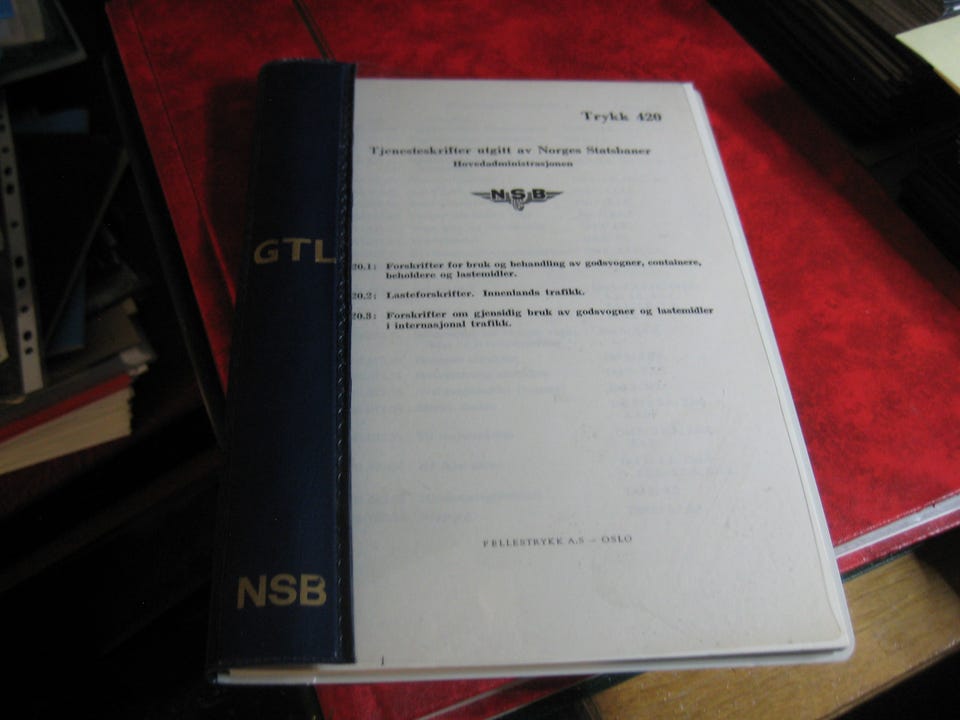 Trykk 420
Tjenesteskrifter utgitt av Norges Statsbaner
Hovedadministrasjonen
NSB
GTL
20.1: Forskrifter for bruk og behandling av godsvogner, containere,
beholdere og lastemidler.
20.2: Lasteforskrifter. Innenlands trafikk.
20.3: Forskrifter om gjensidig bruk av godsvogner og lastemidler
i internasjonal trafikk.
FELLESTRYKK A.S – OSLO
NSB